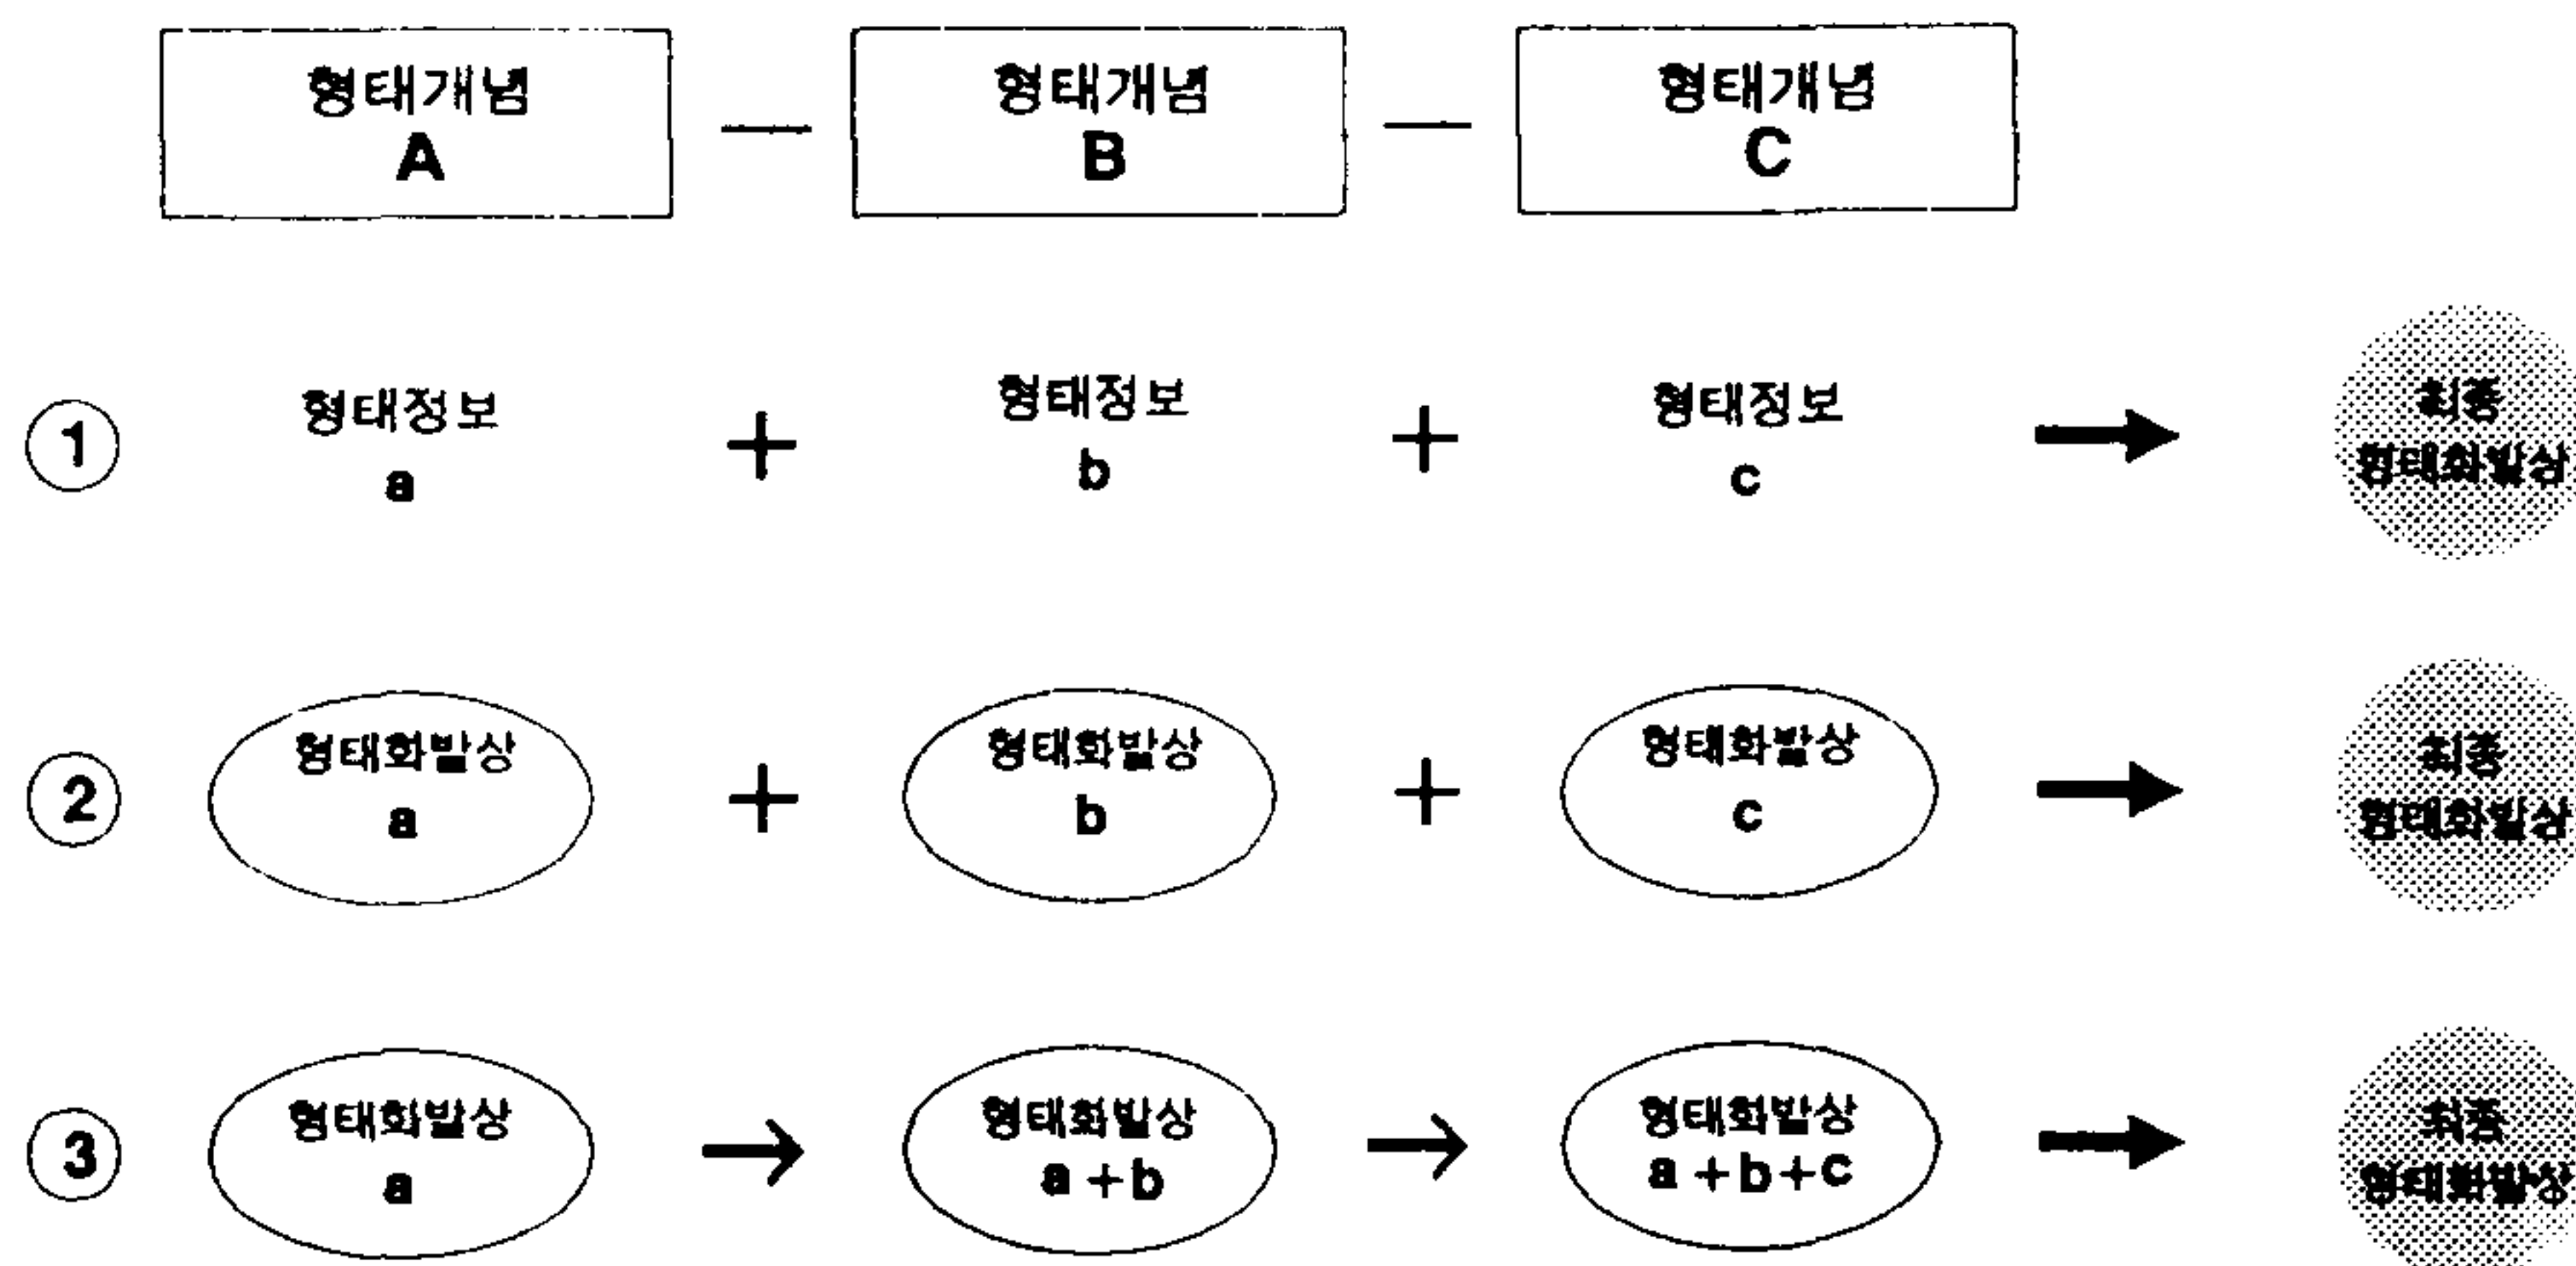 형태개념 형태개념 형태개념
A — B — C
① 형태정보 + 형태정보 + 형태정보 → 최종
a b c 형태화발상
② 형태화발상 + 형태화발상 + 형태화발상 → 최종
a b c 형태화발상
③ 형태화발상 → 형태화발상 → 형태화발상 → 최종
a a+b a+b+c 형태화발상